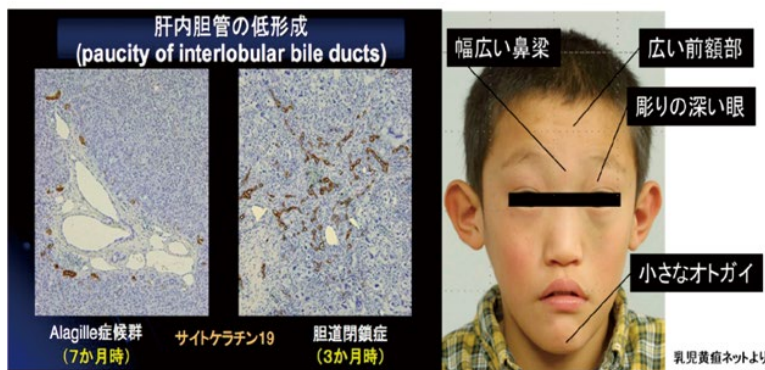 肝内胆管の低形成
(paucity of interlobular bile ducts)
Alagille症候群
(7か月時)
サイトケラチン19
胆道閉鎖症
(3か月時)
幅広い鼻梁
広い前額部
彫りの深い眼
小さなオトガイ
乳児黄疸ネットより